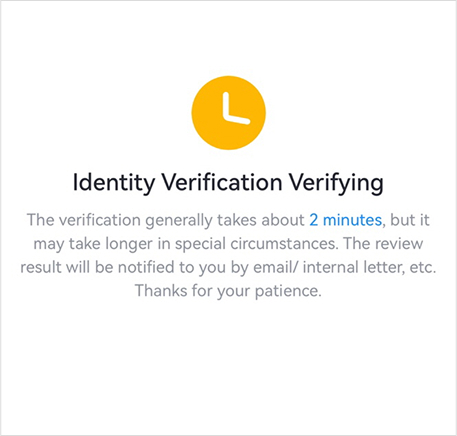 Identity Verification Verifying
The verification generally takes about 2 minutes, but it
may take longer in special circumstances. The review
result will be notified to you by email/ internal letter, etc.
Thanks for your patience.